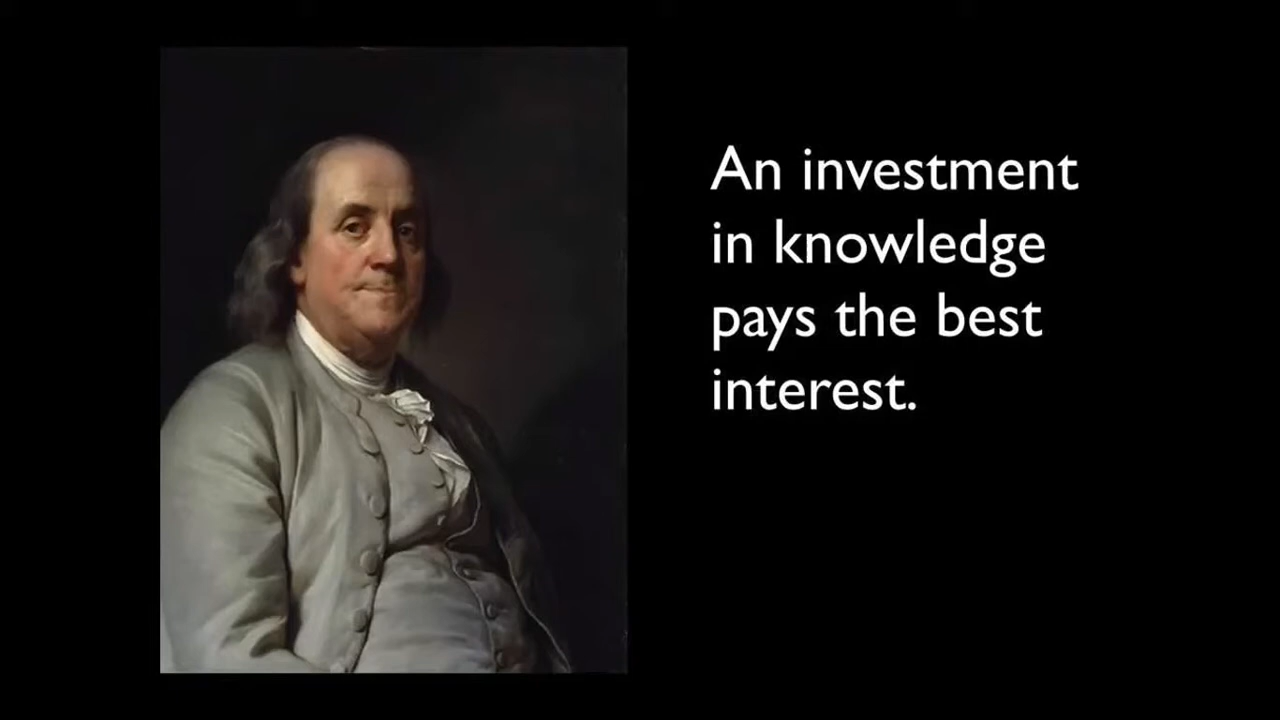 An investment
in knowledge
pays the best
interest.